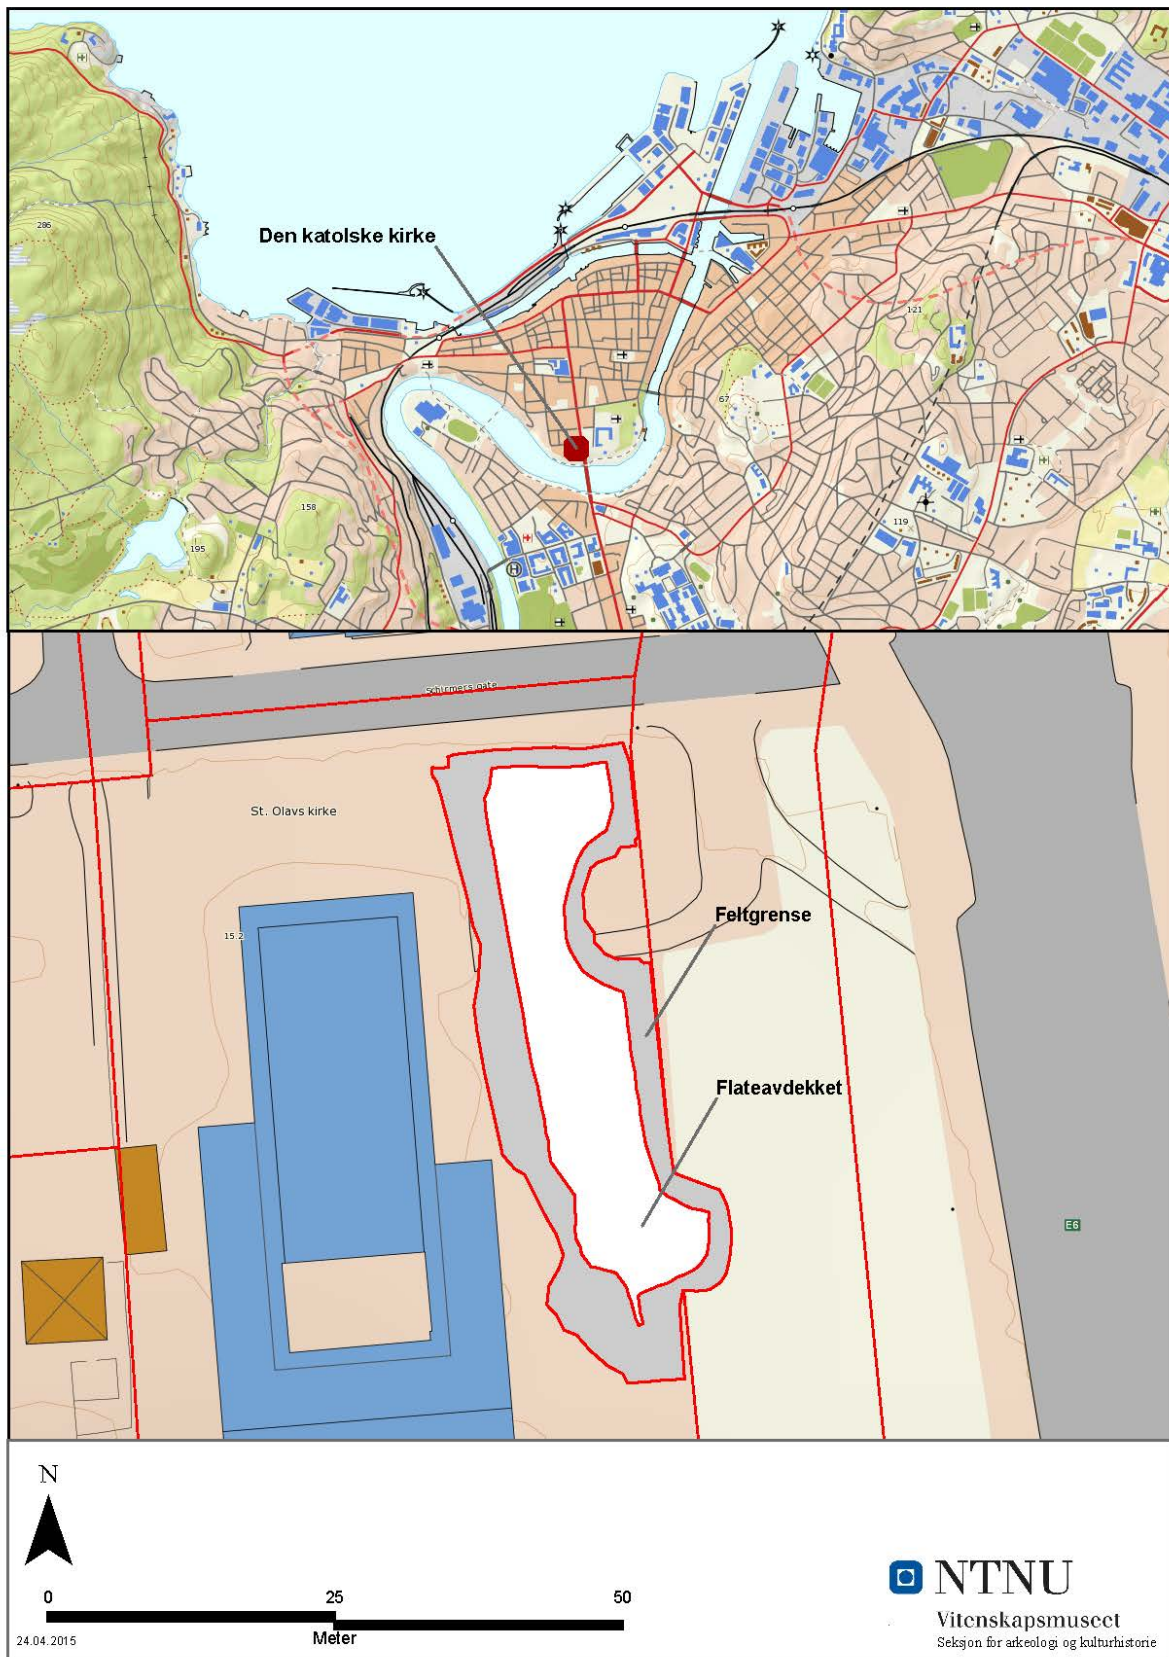 286
Den katolske kirke
121
67
158
119
195
Schirmers gate
St. Olavs kirke
15.2
Feltgrense
Flateavdekket
E6
N
0 25 50
Meter
24.04.2015
NTNU
Vitenskapsmuseet
Seksjon for arkeologi og kulturhistorie